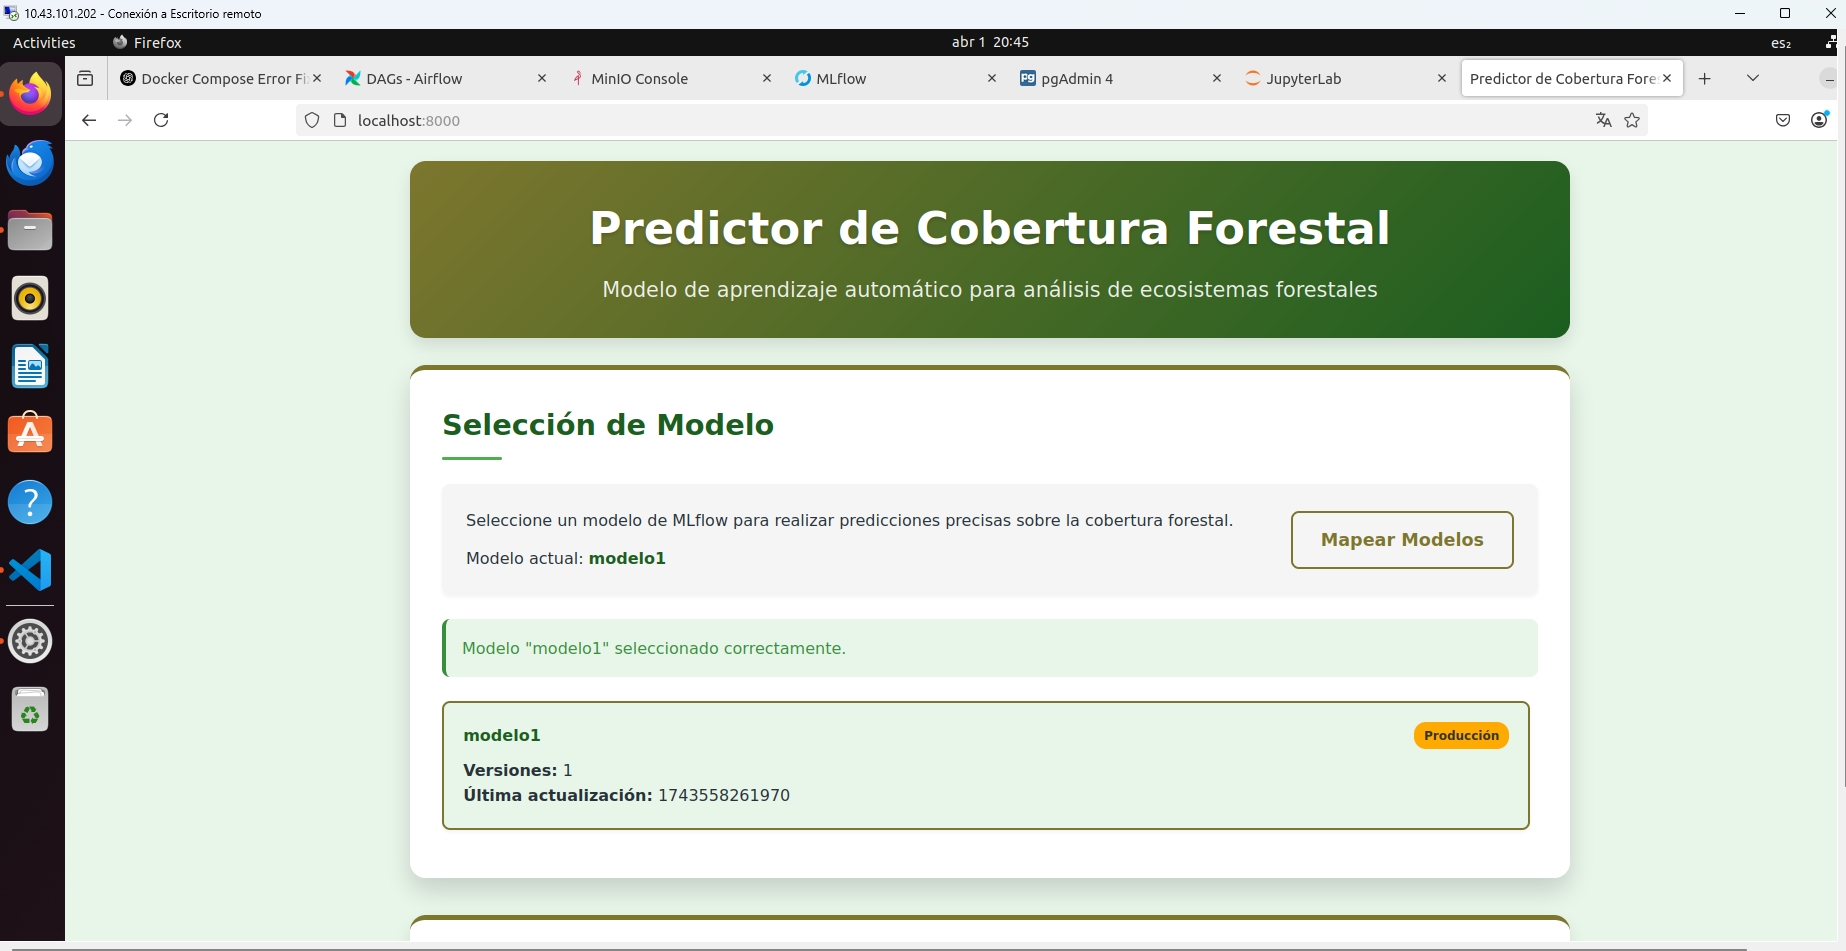 10.43.101.202 - Conexión a Escritorio remoto
Activities Firefox abr 1 20:45 es₂
Docker Compose Error Fi DAGs - Airflow MinIO Console MLflow pgAdmin 4 JupyterLab Predictor de Cobertura Fore
localhost:8000
Predictor de Cobertura Forestal
Modelo de aprendizaje automático para análisis de ecosistemas forestales
Selección de Modelo
Seleccione un modelo de MLflow para realizar predicciones precisas sobre la cobertura forestal.
Modelo actual: modelo1
Mapear Modelos
Modelo "modelo1" seleccionado correctamente.
modelo1
Producción
Versiones: 1
Última actualización: 1743558261970